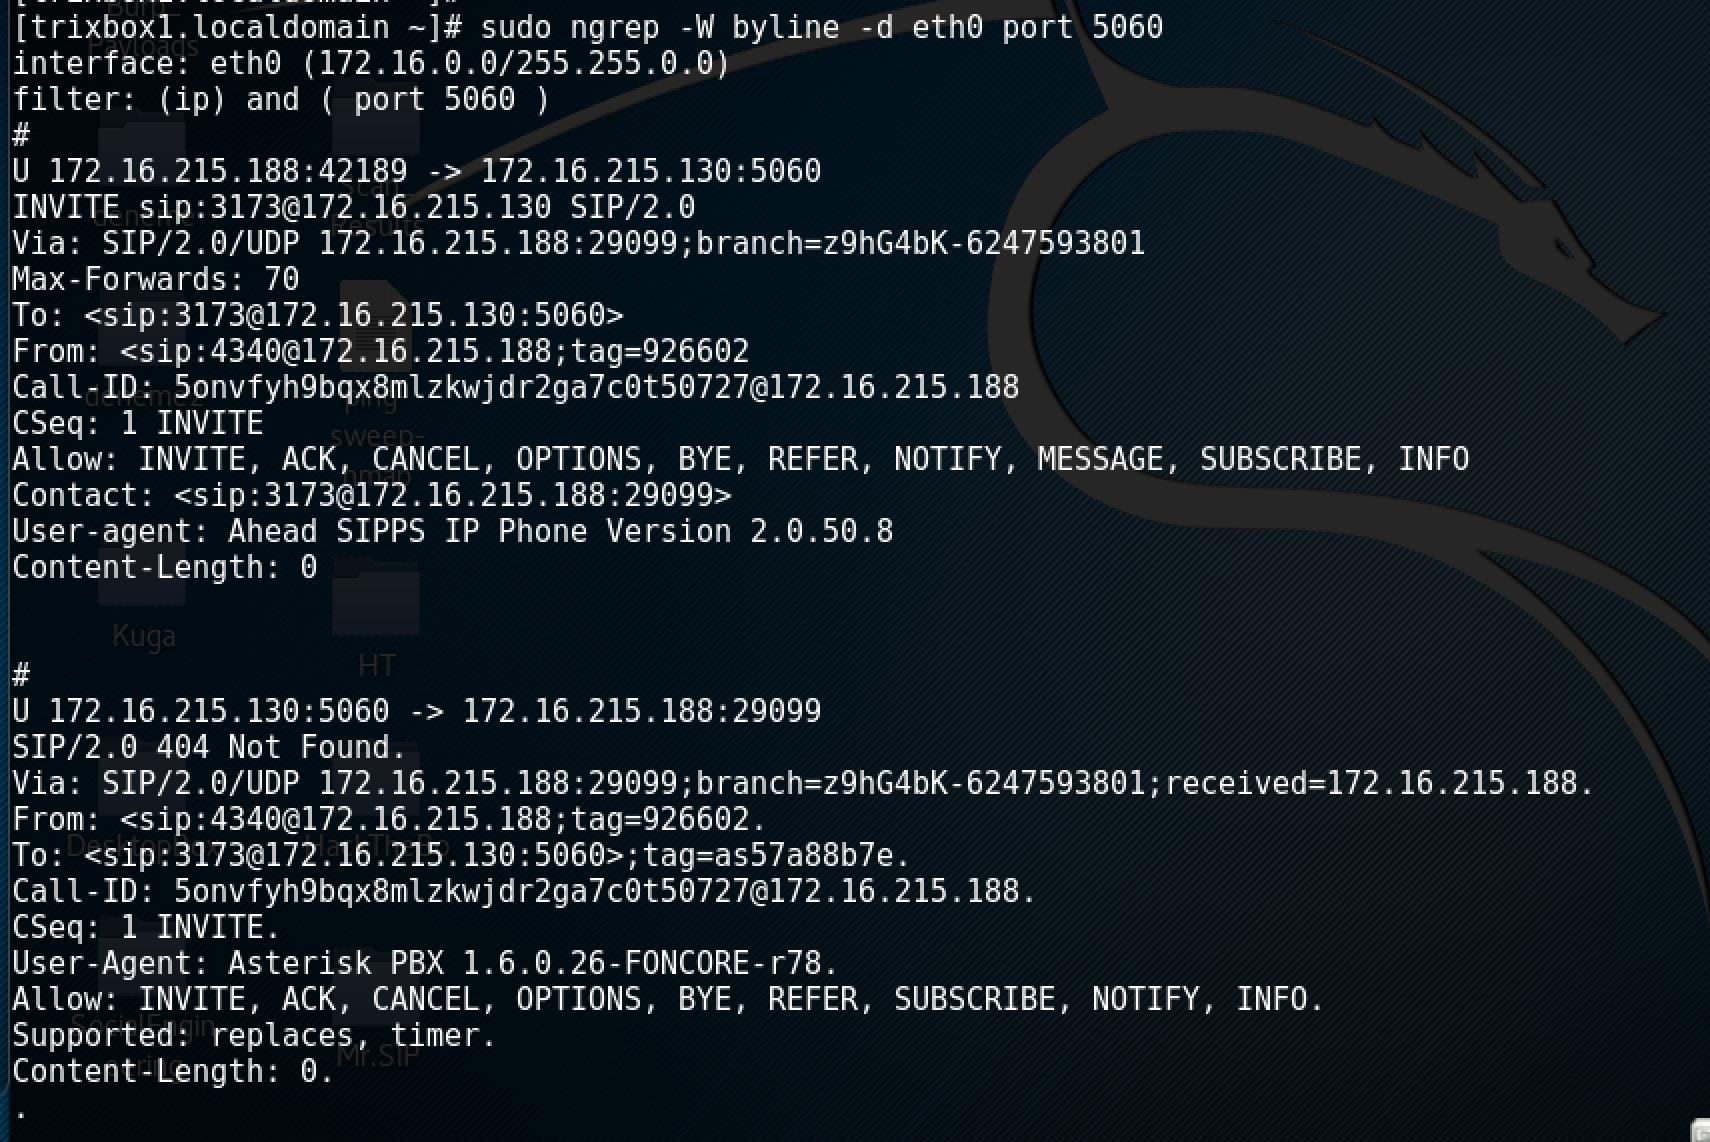 [trixbox1.localdomain ~]# sudo ngrep -W byline -d eth0 port 5060
interface: eth0 (172.16.0.0/255.255.0.0)
filter: (ip) and ( port 5060 )
#
U 172.16.215.188:42189 -> 172.16.215.130:5060
INVITE sip:3173@172.16.215.130 SIP/2.0
Via: SIP/2.0/UDP 172.16.215.188:29099;branch=z9hG4bK-6247593801
Max-Forwards: 70
To: <sip:3173@172.16.215.130:5060>
From: <sip:4340@172.16.215.188;tag=926602
Call-ID: 5onvfyh9bqx8mlzkwjdr2ga7c0t50727@172.16.215.188
CSeq: 1 INVITE
Allow: INVITE, ACK, CANCEL, OPTIONS, BYE, REFER, NOTIFY, MESSAGE, SUBSCRIBE, INFO
Contact: <sip:3173@172.16.215.188:29099>
User-agent: Ahead SIPPS IP Phone Version 2.0.50.8
Content-Length: 0
Kuga
HT
#
U 172.16.215.130:5060 -> 172.16.215.188:29099
SIP/2.0 404 Not Found.
Via: SIP/2.0/UDP 172.16.215.188:29099;branch=z9hG4bK-6247593801;received=172.16.215.188.
From: <sip:4340@172.16.215.188;tag=926602.
To: <sip:3173@172.16.215.130:5060>;tag=as57a88b7e.
Call-ID: 5onvfyh9bqx8mlzkwjdr2ga7c0t50727@172.16.215.188.
CSeq: 1 INVITE.
User-Agent: Asterisk PBX 1.6.0.26-FONCORE-r78.
Allow: INVITE, ACK, CANCEL, OPTIONS, BYE, REFER, SUBSCRIBE, NOTIFY, INFO.
Supported: replaces, timer.
Mr.SIP
Content-Length: 0.
.